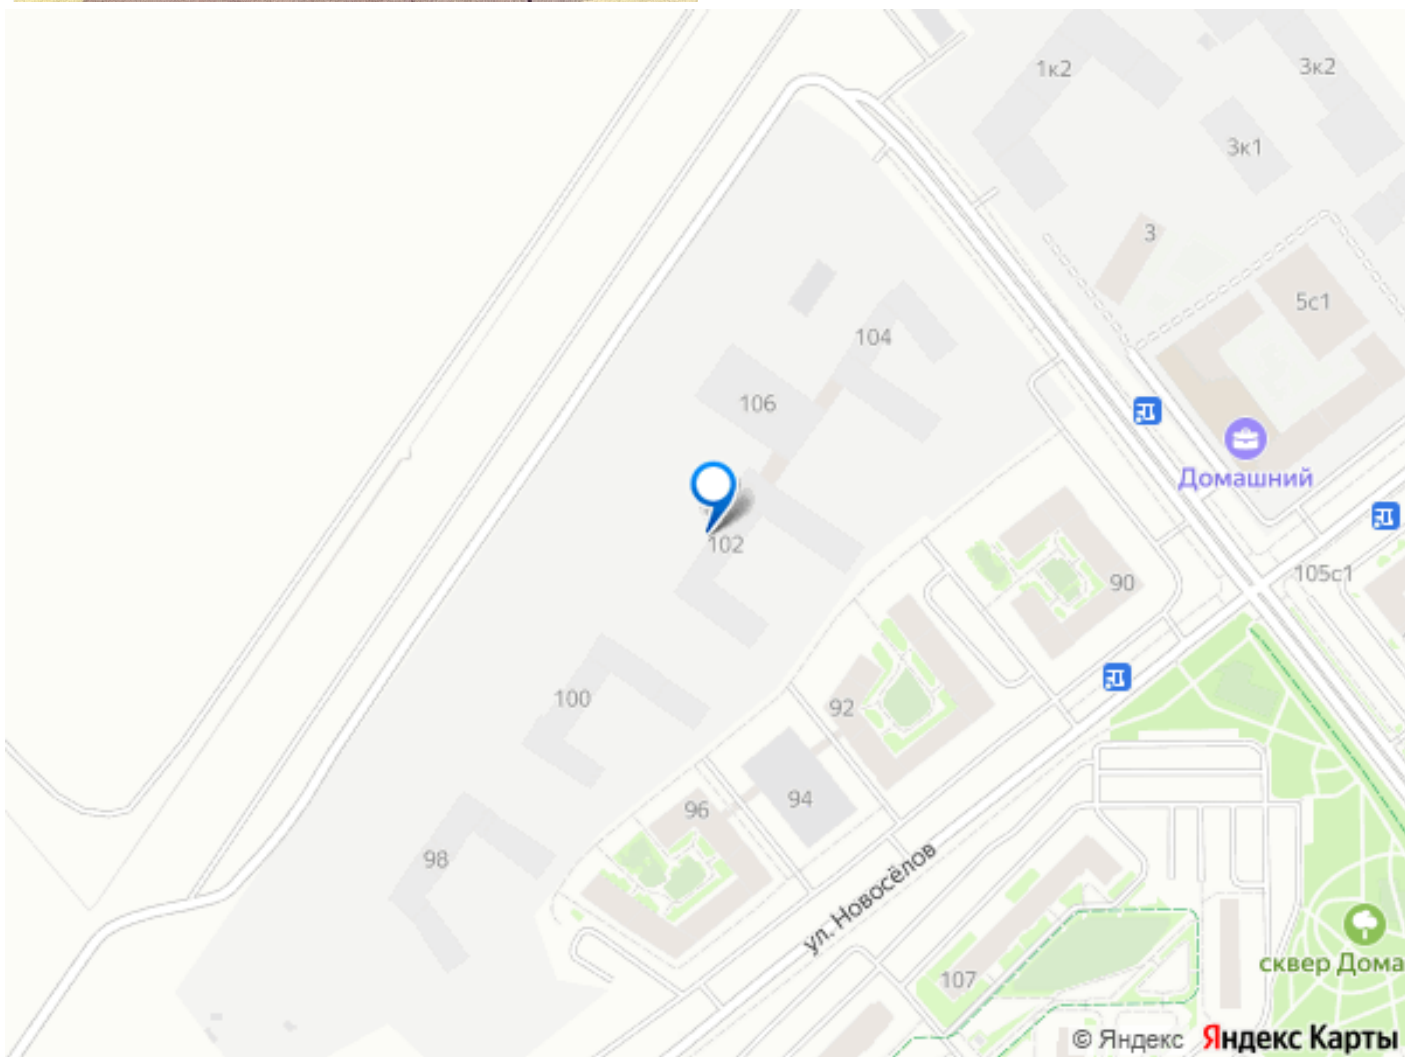 1к2
3к2
3к1
3
5с1
104
106
Домашний
102
105с1
90
100
92
94
96
98
ул. Новосёлов
107
сквер Дома
© Яндекс Яндекс Карты